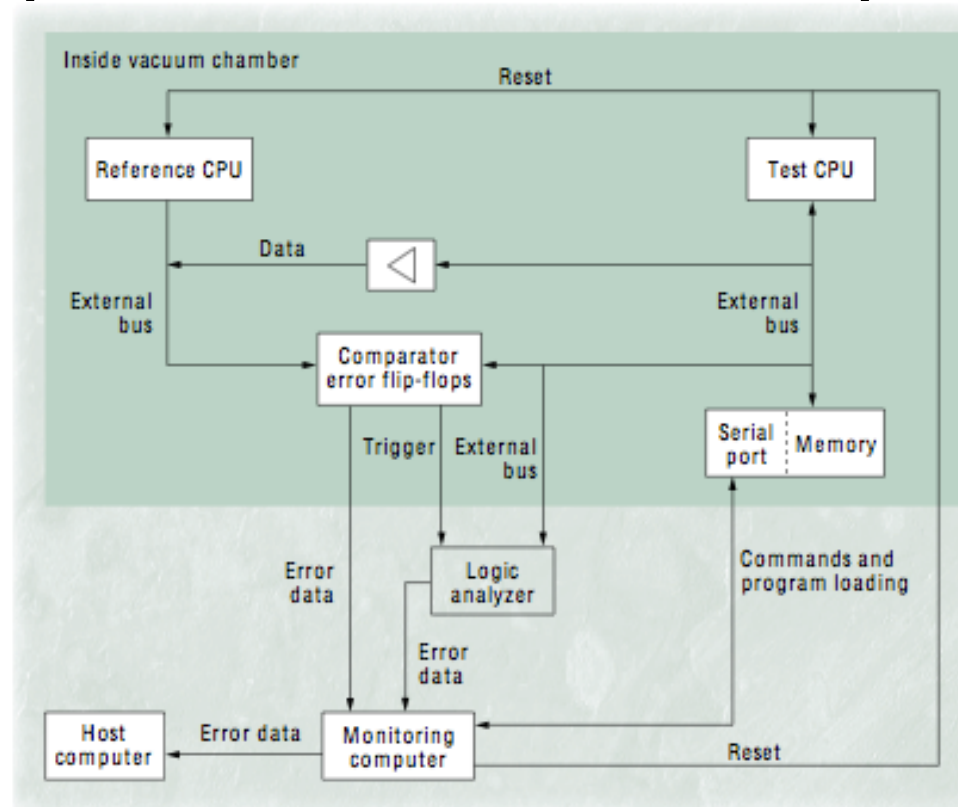 Inside vacuum chamber
Reset
Reference CPU
Test CPU
Data
External
bus
External
bus
Comparator
error flip-flops
Trigger
External
bus
Serial
port
Memory
Error
data
Logic
analyzer
Commands and
program loading
Error
data
Host
computer
Error data
Monitoring
computer
Reset